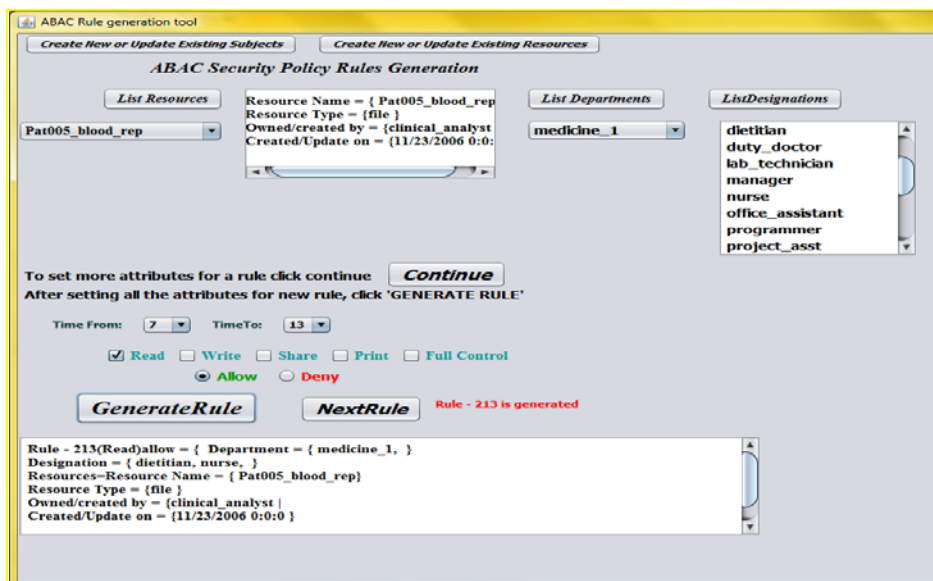 ABAC Rule generation tool
Create New or Update Existing Subjects Create New or Update Existing Resources
ABAC Security Policy Rules Generation
List Resources
Resource Name = { Pat005_blood_rep
Resource Type = {file }
Owned/created by = {clinical_analyst
Created/Update on = {11/23/2006 0:0:
List Departments
ListDesignations
Pat005_blood_rep
medicine_1
dietitian
duty_doctor
lab_technician
manager
nurse
office_assistant
programmer
project_asst
To set more attributes for a rule click continue Continue
After setting all the attributes for new rule, click 'GENERATE RULE'
Time From: 7 TimeTo: 13
Read Write Share Print Full Control
Allow Deny
GenerateRule NextRule Rule - 213 is generated
Rule - 213(Read)allow = { Department = { medicine_1, }
Designation = { dietitian, nurse, }
Resources=Resource Name = { Pat005_blood_rep}
Resource Type = {file }
Owned/created by = {clinical_analyst |
Created/Update on = {11/23/2006 0:0:0 }